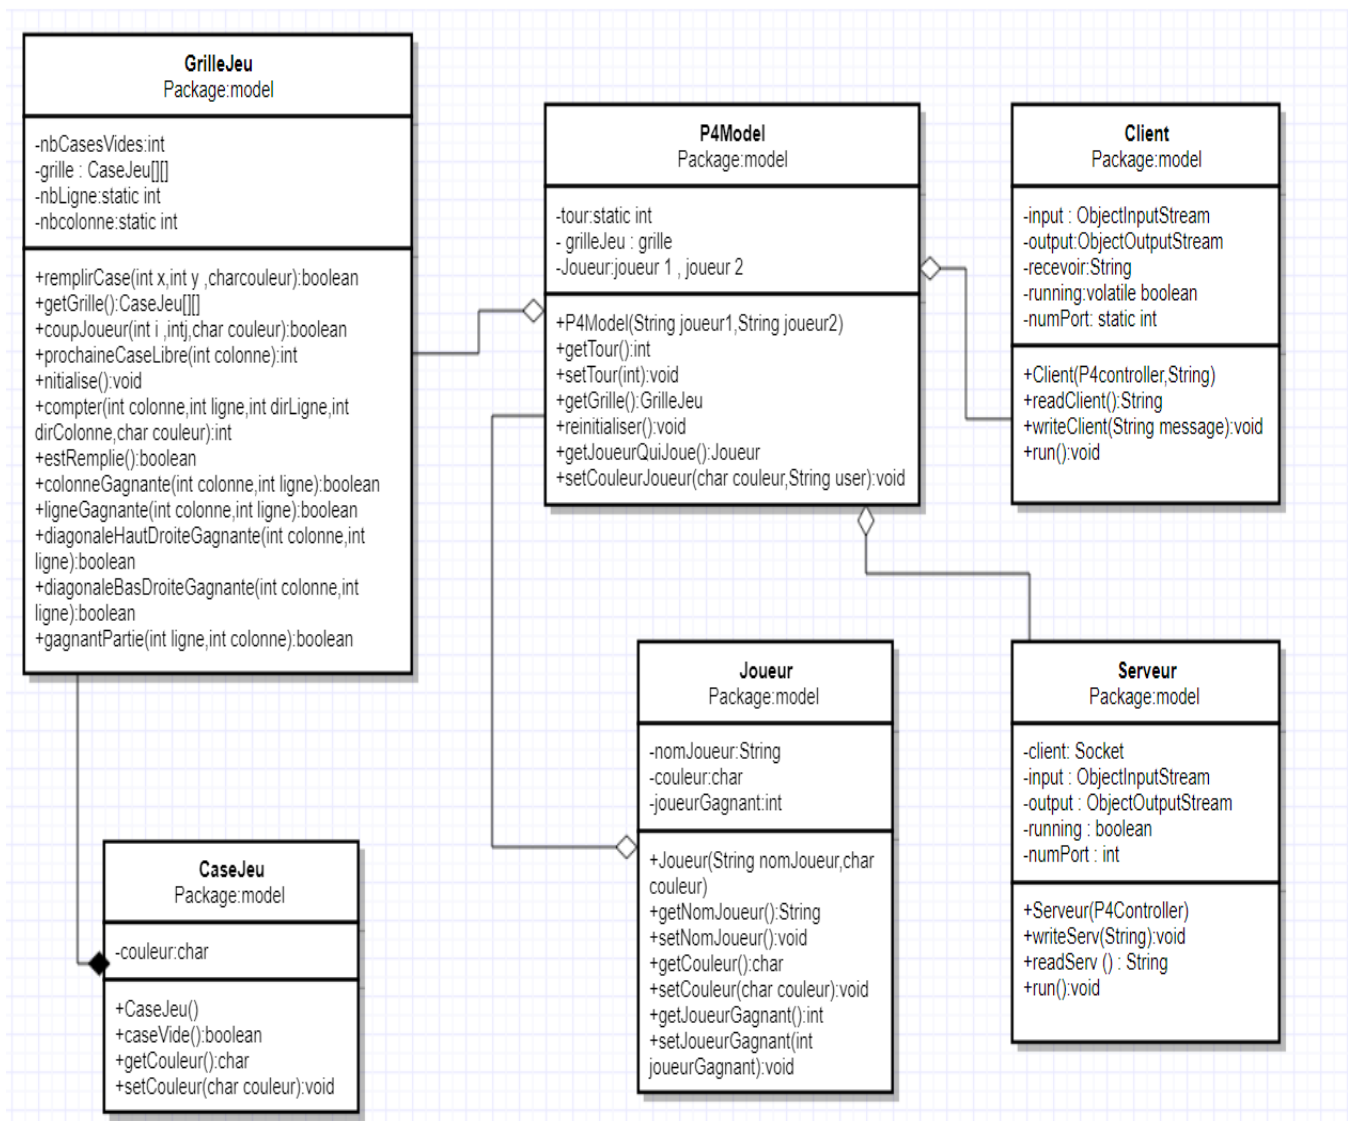 GrilleJeu
Package:model
-nbCasesVides:int
-grille : CaseJeu[][]
-nbLigne:static int
-nbcolonne:static int
+remplirCase(int x,int y ,charcouleur):boolean
+getGrille():CaseJeu[][]
+coupJoueur(int i ,intj,char couleur):boolean
+prochaineCaseLibre(int colonne):int
+nitialise():void
+compter(int colonne,int ligne,int dirLigne,int
dirColonne,char couleur):int
+estRemplie():boolean
+colonneGagnante(int colonne,int ligne):boolean
+ligneGagnante(int colonne,int ligne):boolean
+diagonaleHautDroiteGagnante(int colonne,int
ligne):boolean
+diagonaleBasDroiteGagnante(int colonne,int
ligne):boolean
+gagnantPartie(int ligne,int colonne):boolean
P4Model
Package:model
-tour:static int
- grilleJeu : grille
-Joueur:joueur 1 , joueur 2
+P4Model(String joueur1,String joueur2)
+getTour():int
+setTour(int):void
+getGrille():GrilleJeu
+reinitialiser():void
+getJoueurQuiJoue():Joueur
+setCouleurJoueur(char couleur,String user):void
Client
Package:model
-input : ObjectInputStream
-output:ObjectOutputStream
-recevoir:String
-running:volatile boolean
-numPort: static int
+Client(P4controller,String)
+readClient():String
+writeClient(String message):void
+run():void
CaseJeu
Package:model
-couleur:char
+CaseJeu()
+caseVide():boolean
+getCouleur():char
+setCouleur(char couleur):void
Joueur
Package:model
-nomJoueur:String
-couleur:char
-joueurGagnant:int
+Joueur(String nomJoueur,char
couleur)
+getNomJoueur():String
+setNomJoueur():void
+getCouleur():char
+setCouleur(char couleur):void
+getJoueurGagnant():int
+setJoueurGagnant(int
joueurGagnant):void
Serveur
Package:model
-client: Socket
-input : ObjectInputStream
-output : ObjectOutputStream
-running : boolean
-numPort : int
+Serveur(P4Controller)
+writeServ(String):void
+readServ () : String
+run():void